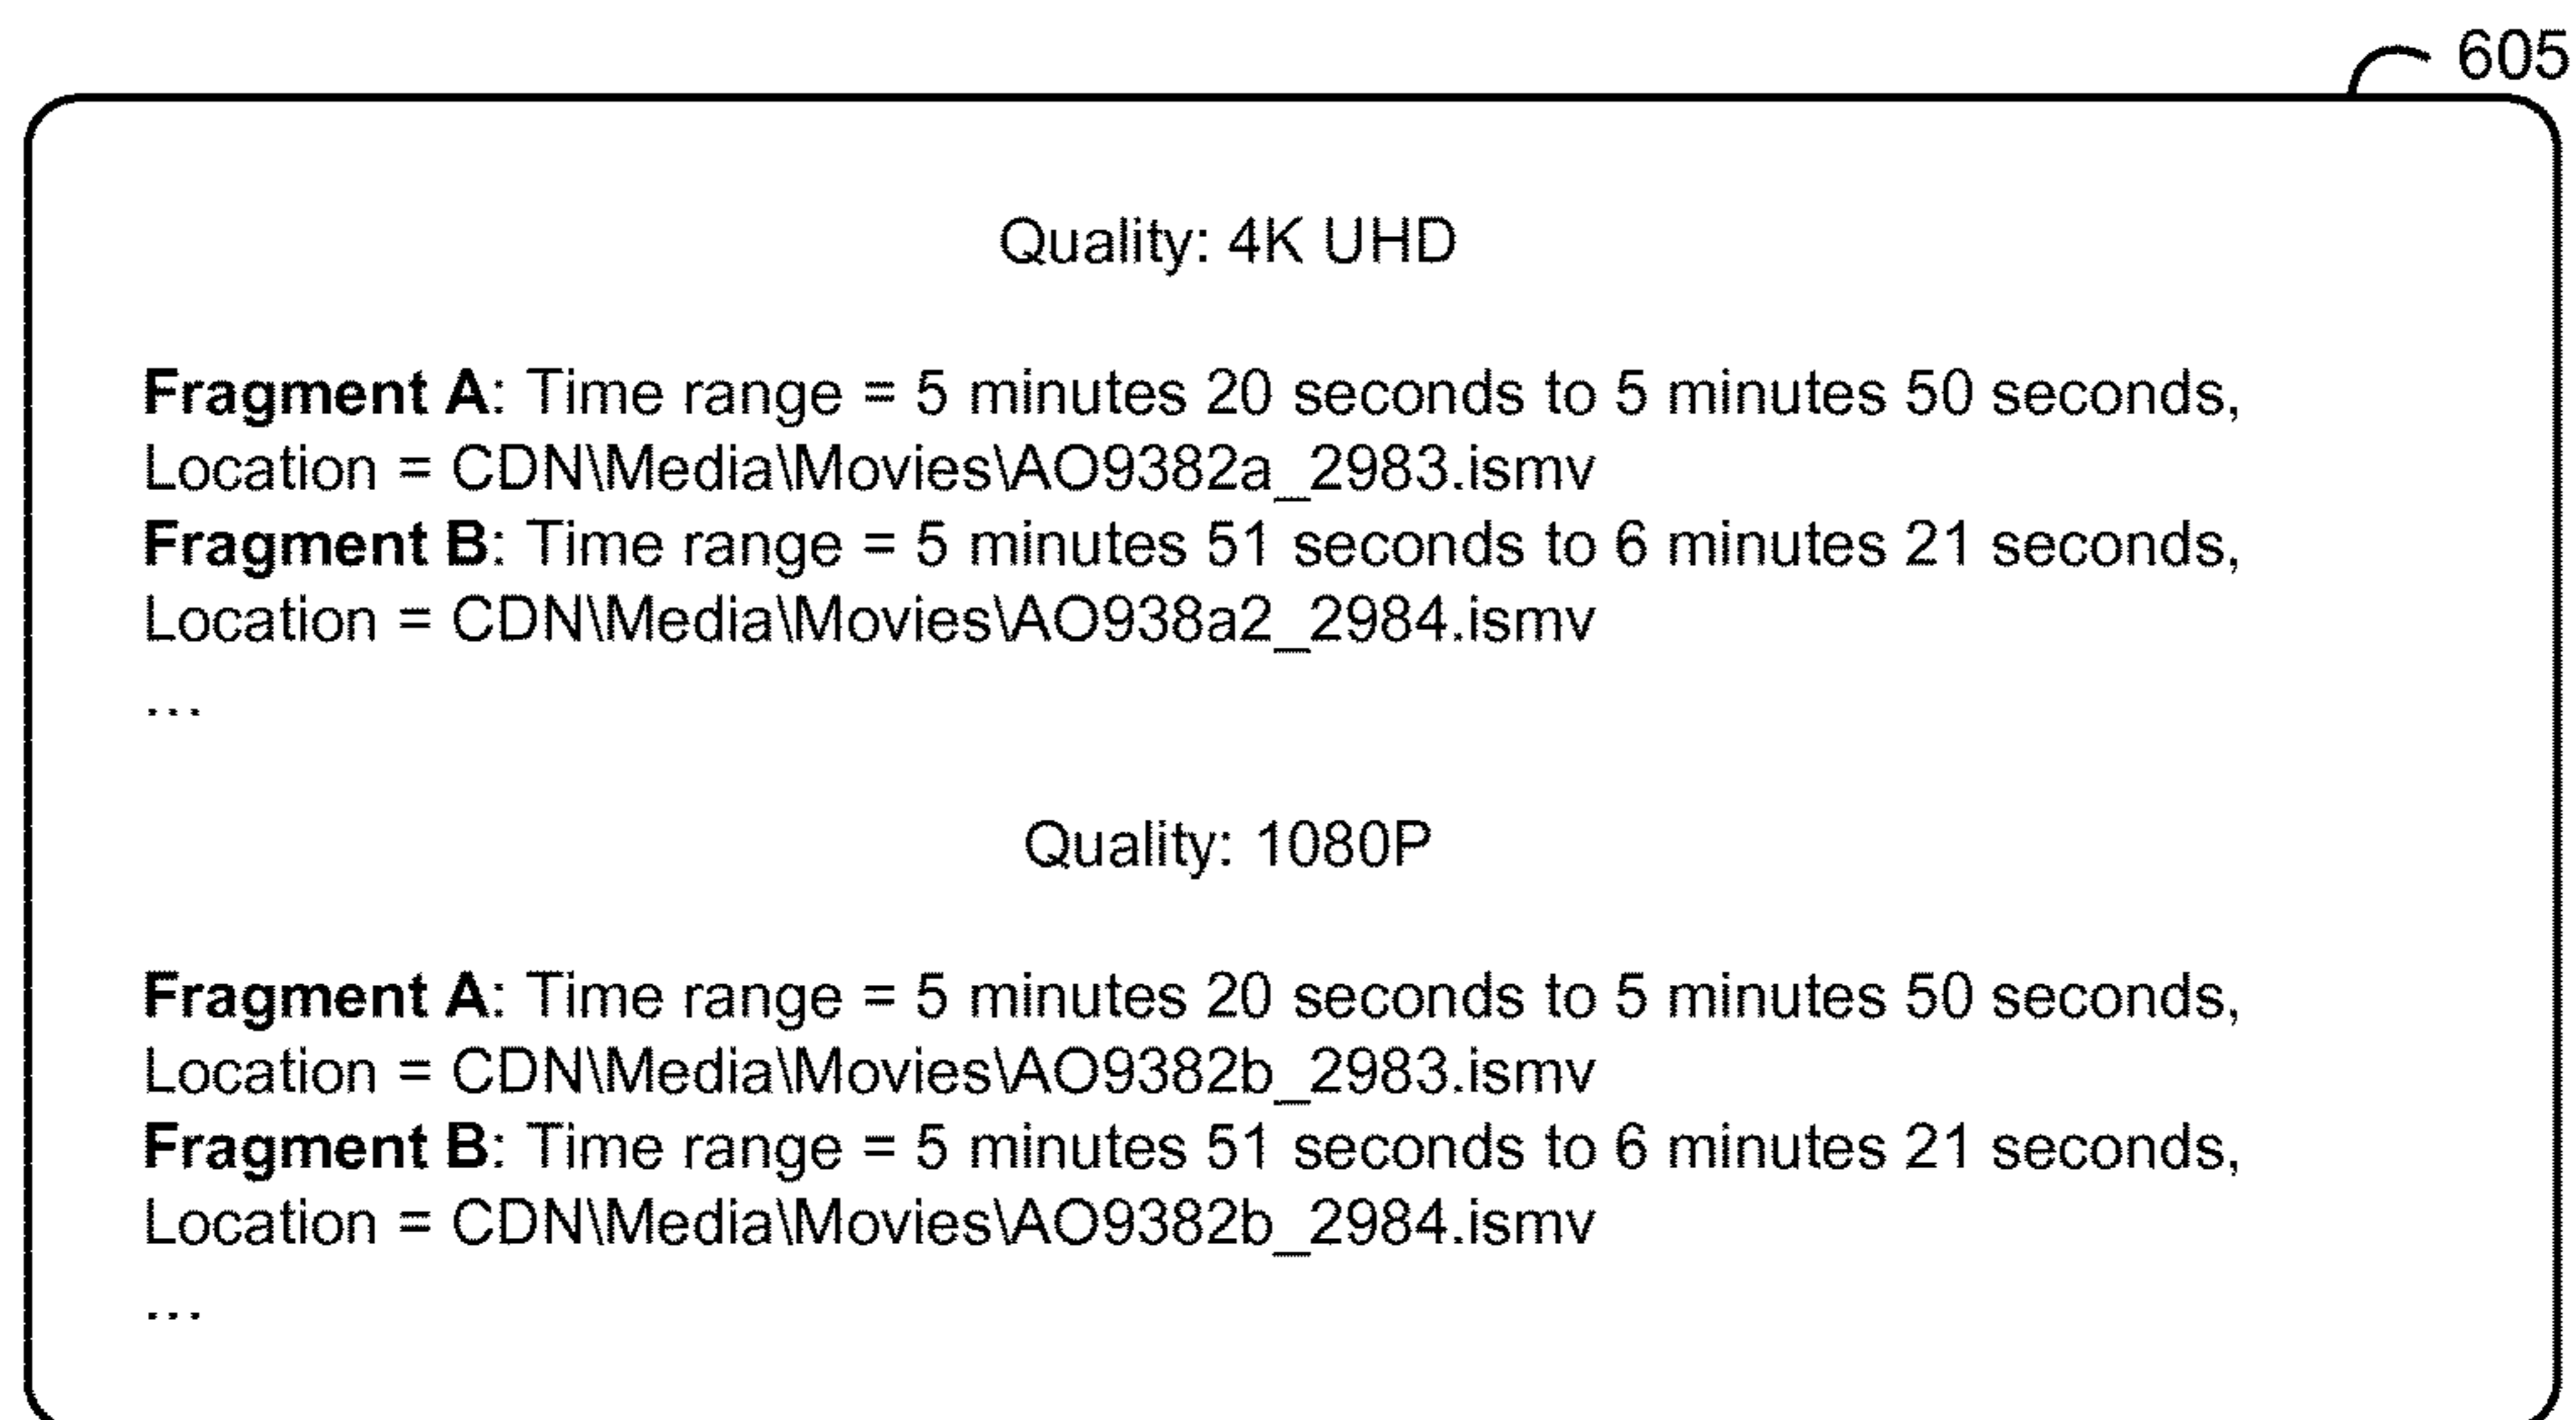 605
Quality: 4K UHD
Fragment A: Time range = 5 minutes 20 seconds to 5 minutes 50 seconds,
Location = CDN\Media\Movies\AO9382a_2983.ismv
Fragment B: Time range = 5 minutes 51 seconds to 6 minutes 21 seconds,
Location = CDN\Media\Movies\AO938a2_2984.ismv
...
Quality: 1080P
Fragment A: Time range = 5 minutes 20 seconds to 5 minutes 50 seconds,
Location = CDN\Media\Movies\AO9382b_2983.ismv
Fragment B: Time range = 5 minutes 51 seconds to 6 minutes 21 seconds,
Location = CDN\Media\Movies\AO9382b_2984.ismv
...